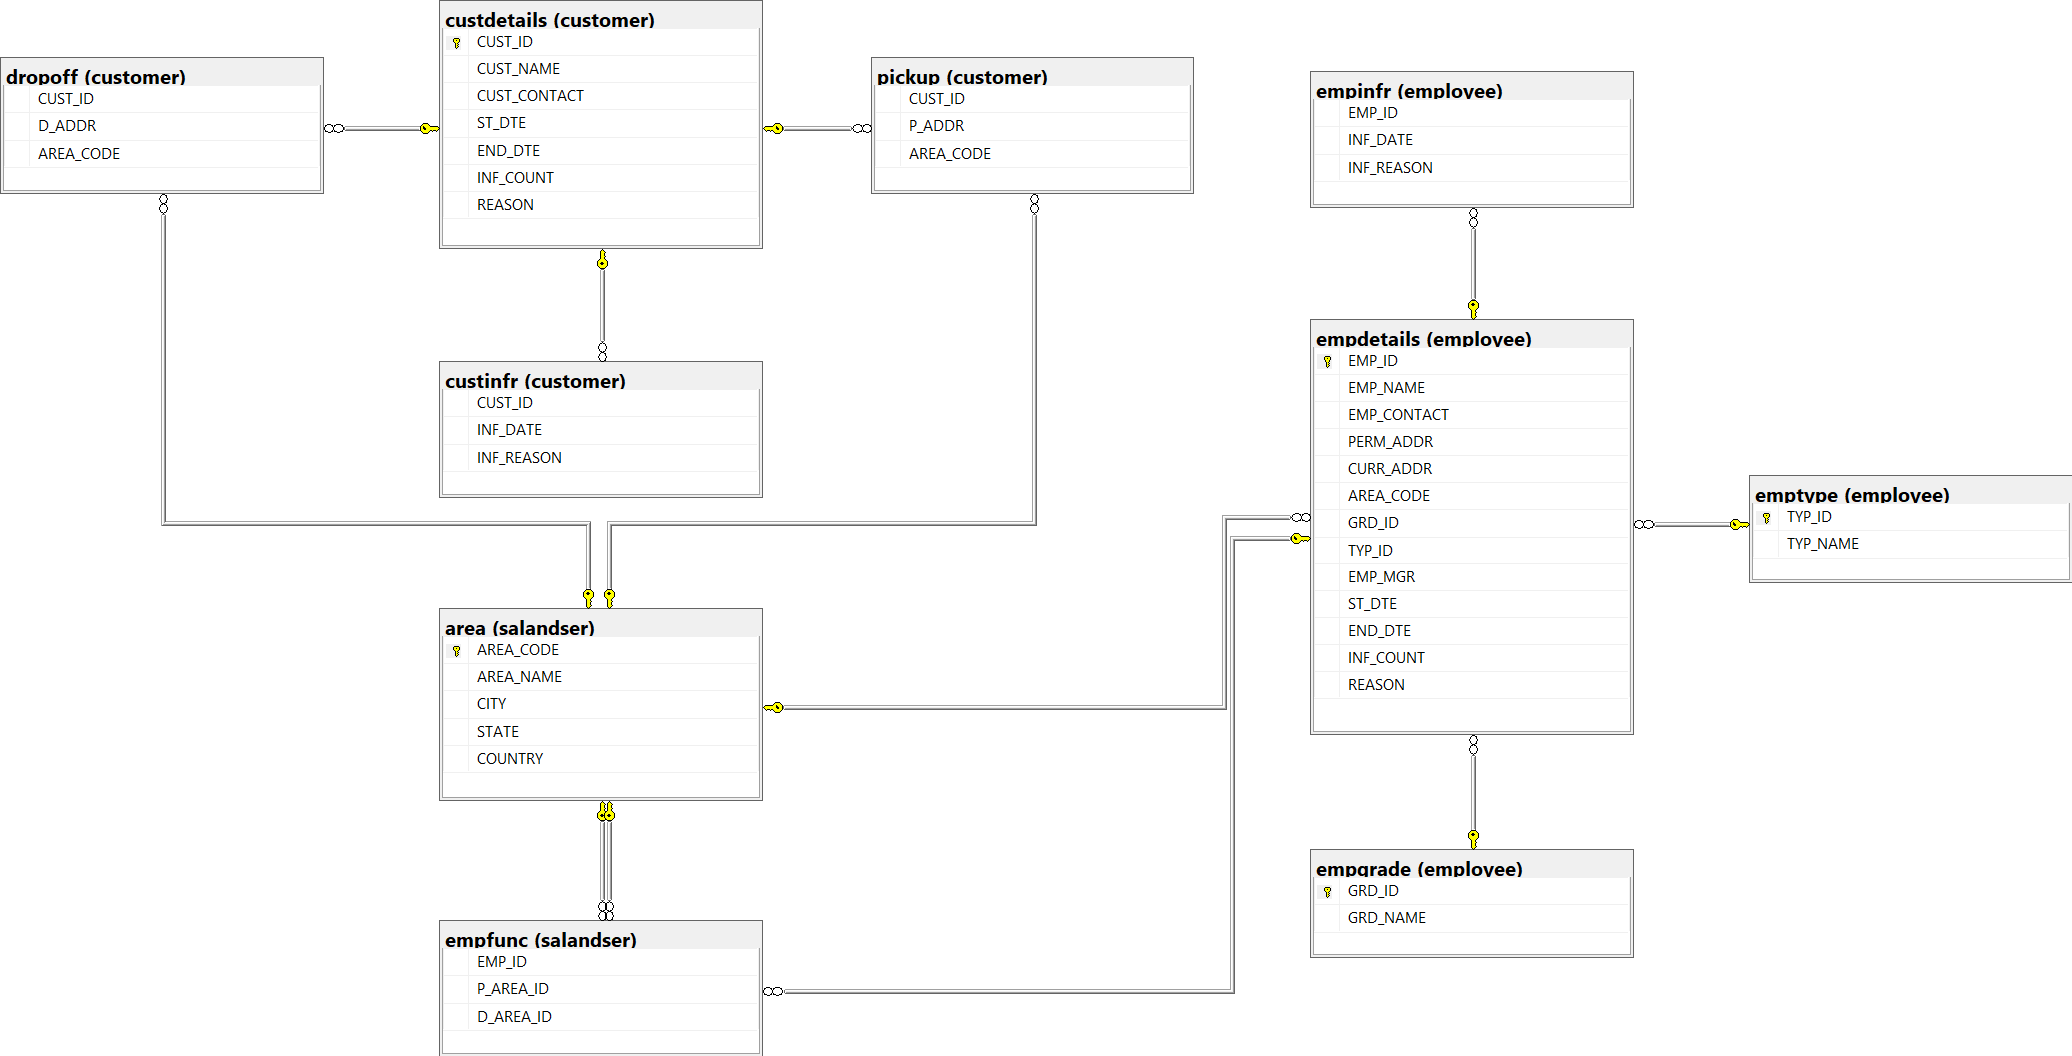 custdetails (customer)
CUST_ID
CUST_NAME
CUST_CONTACT
ST_DTE
END_DTE
INF_COUNT
REASON
dropoff (customer)
CUST_ID
D_ADDR
AREA_CODE
pickup (customer)
CUST_ID
P_ADDR
AREA_CODE
empinfr (employee)
EMP_ID
INF_DATE
INF_REASON
custinfr (customer)
CUST_ID
INF_DATE
INF_REASON
empdetails (employee)
EMP_ID
EMP_NAME
EMP_CONTACT
PERM_ADDR
CURR_ADDR
AREA_CODE
GRD_ID
TYP_ID
EMP_MGR
ST_DTE
END_DTE
INF_COUNT
REASON
emptype (employee)
TYP_ID
TYP_NAME
area (salandser)
AREA_CODE
AREA_NAME
CITY
STATE
COUNTRY
empgrade (employee)
GRD_ID
GRD_NAME
empfunc (salandser)
EMP_ID
P_AREA_ID
D_AREA_ID